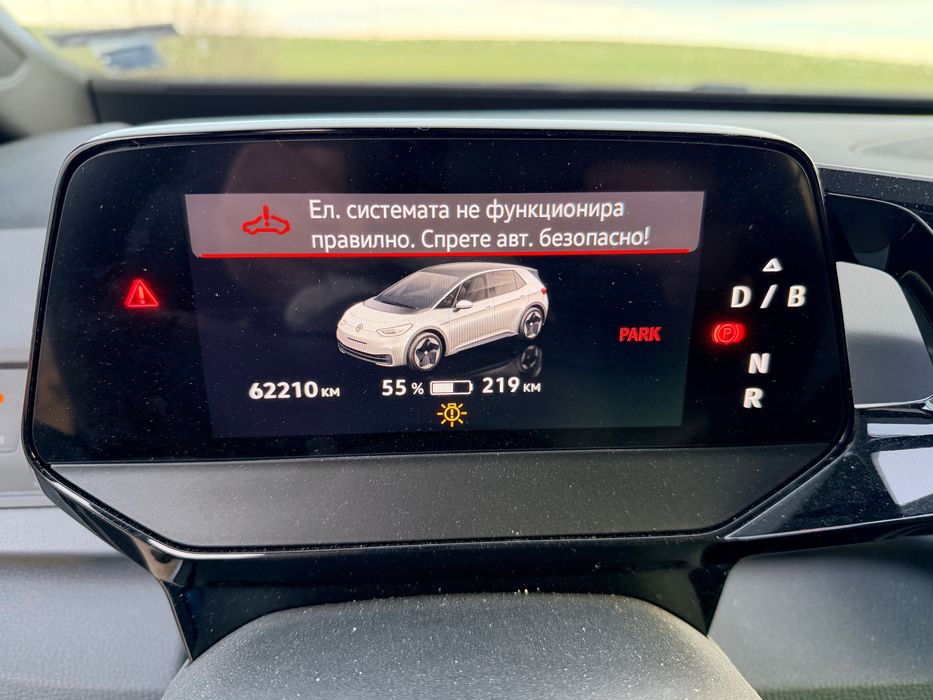 Ел. системата не функционира
правилно. Спрете авт. безопасно!
D / B
PARK
P
N
62210 км
55 %
219 км
R